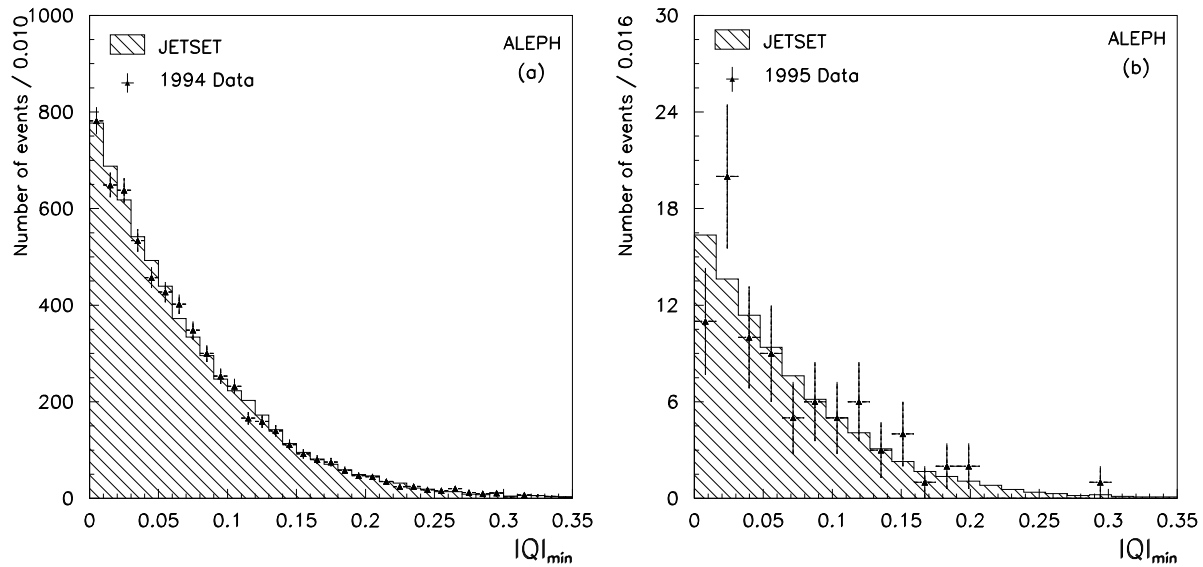 Number of events / 0.010
1000
800
600
400
200
0
JETSET
1994 Data
ALEPH
(a)
0 0.05 0.1 0.15 0.2 0.25 0.3 0.35
|Q|min
Number of events / 0.016
30
24
18
12
6
0
JETSET
1995 Data
ALEPH
(b)
0 0.05 0.1 0.15 0.2 0.25 0.3 0.35
|Q|min